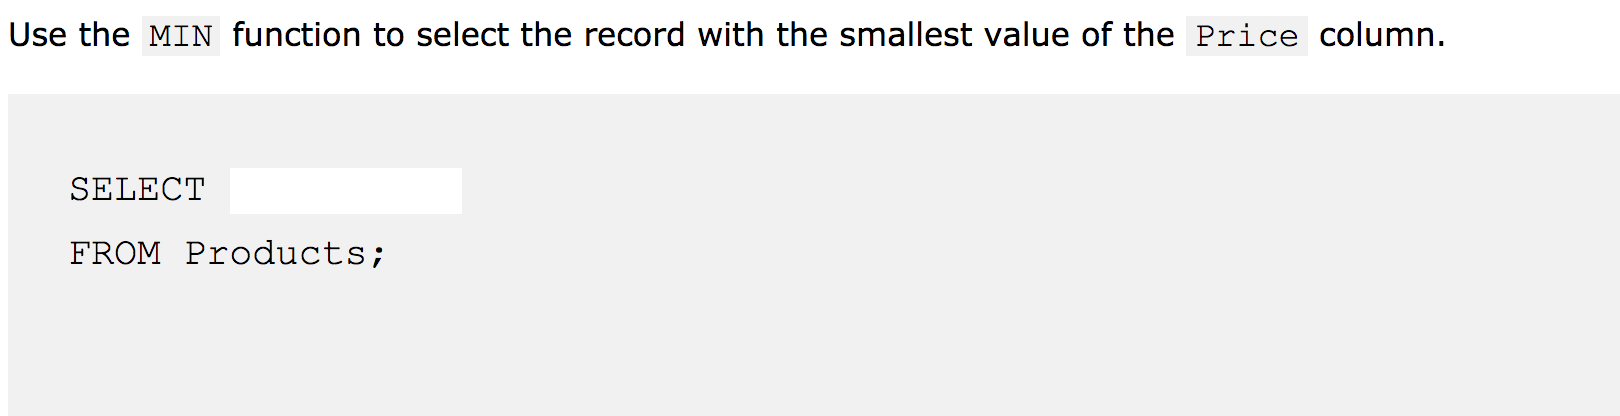 Use the MIN function to select the record with the smallest value of the Price column.
SELECT
FROM Products;